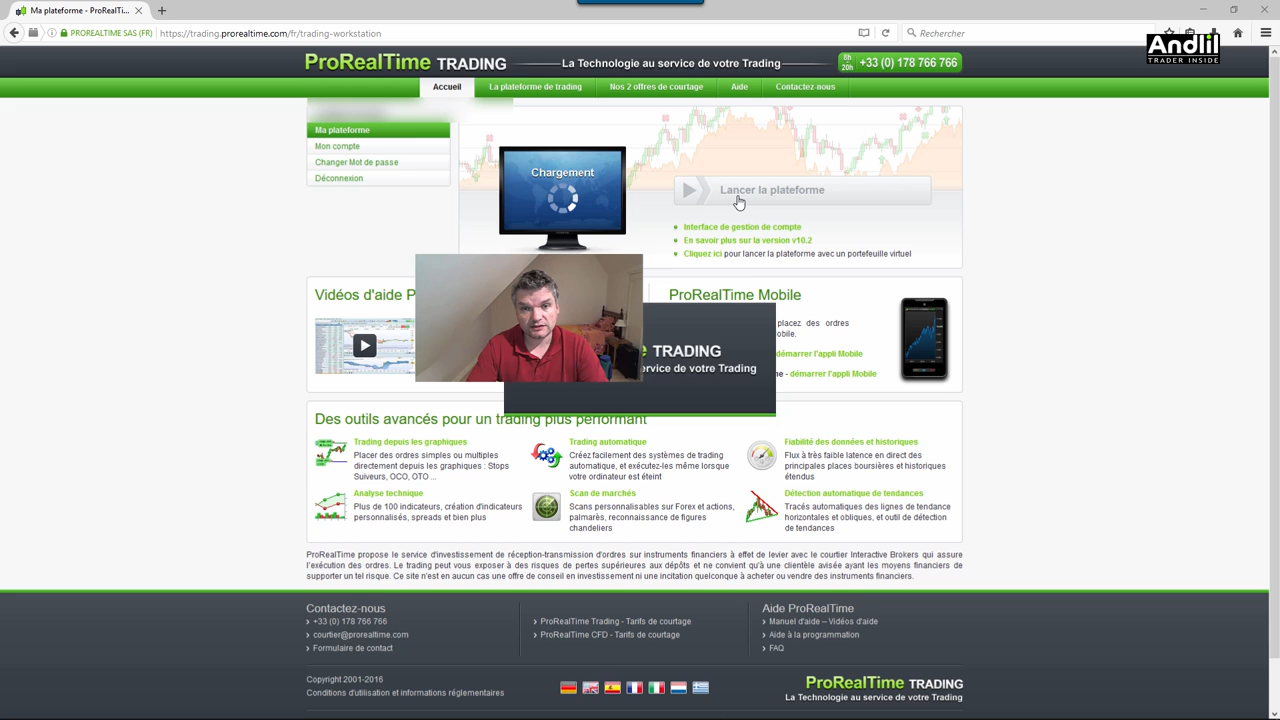 Ma plateforme - ProRealTi...
PROREALTIME SAS (FR)
https://trading.prorealtime.com/fr/trading-workstation
Rechercher
Andlil
TRADER INSIDE
ProRealTime TRADING
La Technologie au service de votre Trading
8h
20h
+33 (0) 178 766 766
Accueil
La plateforme de trading
Nos 2 offres de courtage
Aide
Contactez-nous
Ma plateforme
Mon compte
Changer Mot de passe
Déconnexion
Chargement
Lancer la plateforme
Interface de gestion de compte
En savoir plus sur la version v10.2
Cliquez ici pour lancer la plateforme avec un portefeuille virtuel
Vidéos d'aide P
ProRealTime Mobile
placez des ordres
obile.
démarrer l'appli Mobile
ne - démarrer l'appli Mobile
e TRADING
ervice de votre Trading
Des outils avancés pour un trading plus performant
Trading depuis les graphiques
Placer des ordres simples ou multiples
directement depuis les graphiques : Stops
Suiveurs, OCO, OTO ...
Trading automatique
Créez facilement des systèmes de trading
automatique, et exécutez-les même lorsque
votre ordinateur est éteint
Fiabilité des données et historiques
Flux à très faible latence en direct des
principales places boursières et historiques
étendus
Analyse technique
Plus de 100 indicateurs, création d'indicateurs
personnalisés, spreads et bien plus
Scan de marchés
Scans personnalisables sur Forex et actions,
palmarès, reconnaissance de figures
chandeliers
Détection automatique de tendances
Tracés automatiques des lignes de tendance
horizontales et obliques, et outil de détection
de tendances
ProRealTime propose le service d'investissement de réception-transmission d'ordres sur instruments financiers à effet de levier avec le courtier Interactive Brokers qui assure
l'exécution des ordres. Le trading peut vous exposer à des risques de pertes supérieures aux dépôts et ne convient qu'à une clientèle avisée ayant les moyens financiers de
supporter un tel risque. Ce site n'est en aucun cas une offre de conseil en investissement ni une incitation quelconque à acheter ou vendre des instruments financiers.
Contactez-nous
+33 (0) 178 766 766
courtier@prorealtime.com
Formulaire de contact
ProRealTime Trading - Tarifs de courtage
ProRealTime CFD - Tarifs de courtage
Aide ProRealTime
Manuel d'aide – Vidéos d'aide
Aide à la programmation
FAQ
Copyright 2001-2016
Conditions d'utilisation et informations réglementaires
ProRealTime TRADING
La Technologie au service de votre Trading